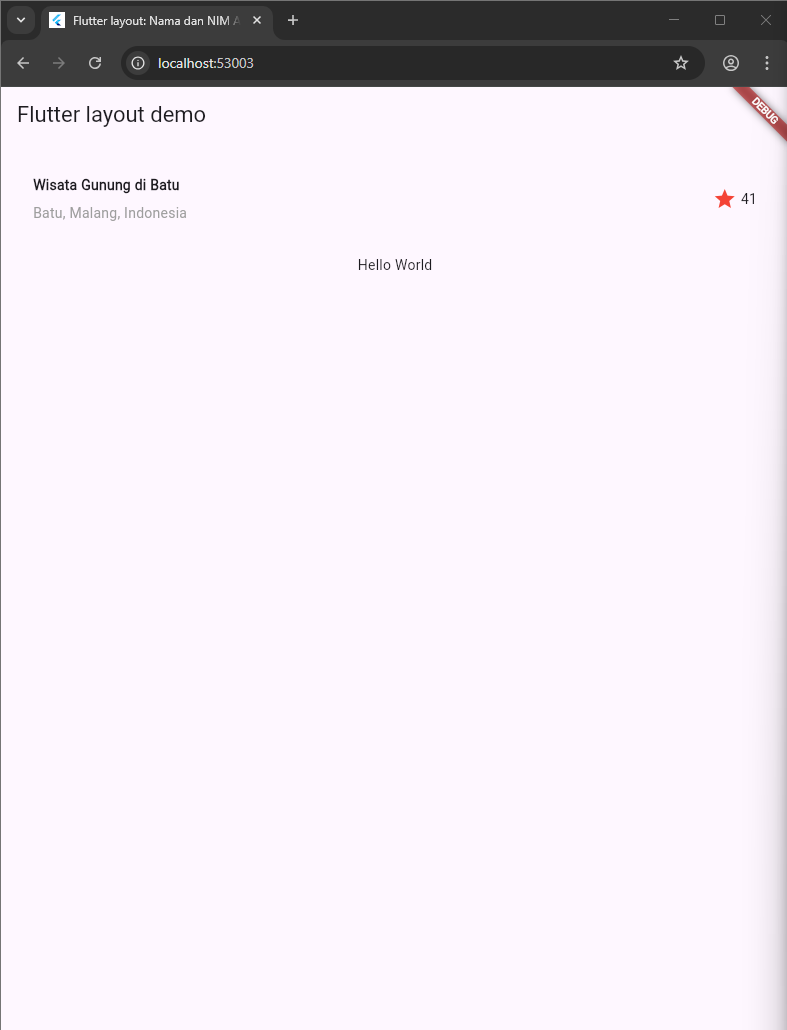 Flutter layout: Nama dan NIM
localhost:53003
DEBUG
Flutter layout demo
Wisata Gunung di Batu
41
Batu, Malang, Indonesia
Hello World